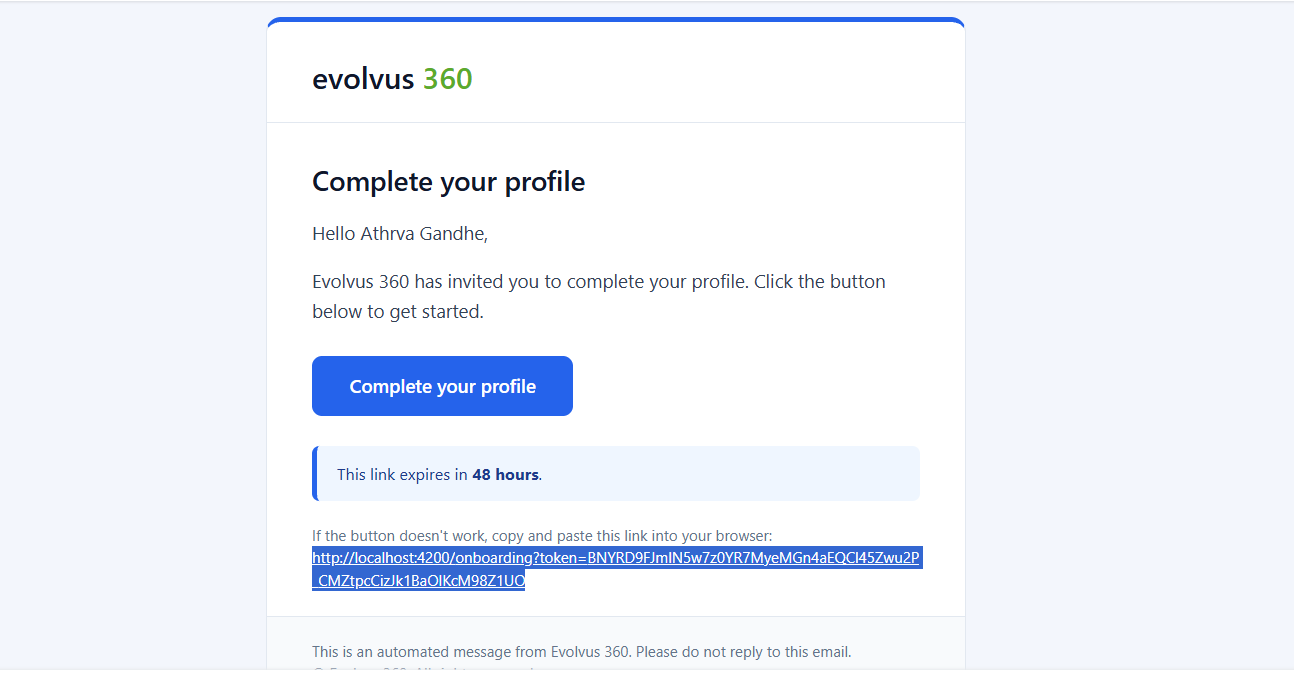 evolvus 360
Complete your profile
Hello Athrva Gandhe,
Evolvus 360 has invited you to complete your profile. Click the button
below to get started.
Complete your profile
This link expires in 48 hours.
If the button doesn't work, copy and paste this link into your browser:
http://localhost:4200/onboarding?token=BNYRD9FJmIN5w7z0YR7MyeMGn4aEQCl45Zwu2P
_CMZtpcCizJk1BaOlKcM98Z1UO
This is an automated message from Evolvus 360. Please do not reply to this email.